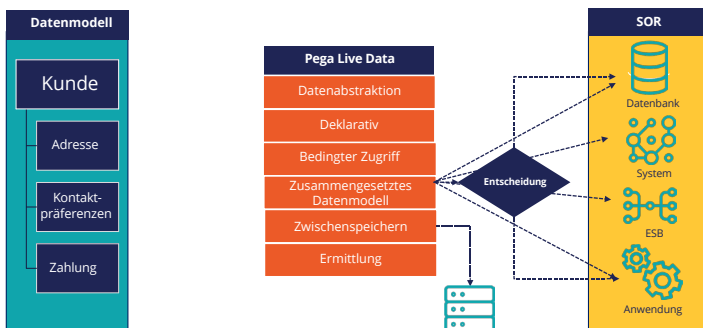 Datenmodell
Kunde
Adresse
Kontakt-
präferenzen
Zahlung
Pega Live Data
Datenabstraktion
Deklarativ
Bedingter Zugriff
Zusammengesetztes
Datenmodell
Zwischenspeichern
Ermittlung
Entscheidung
SOR
Datenbank
System
ESB
Anwendung